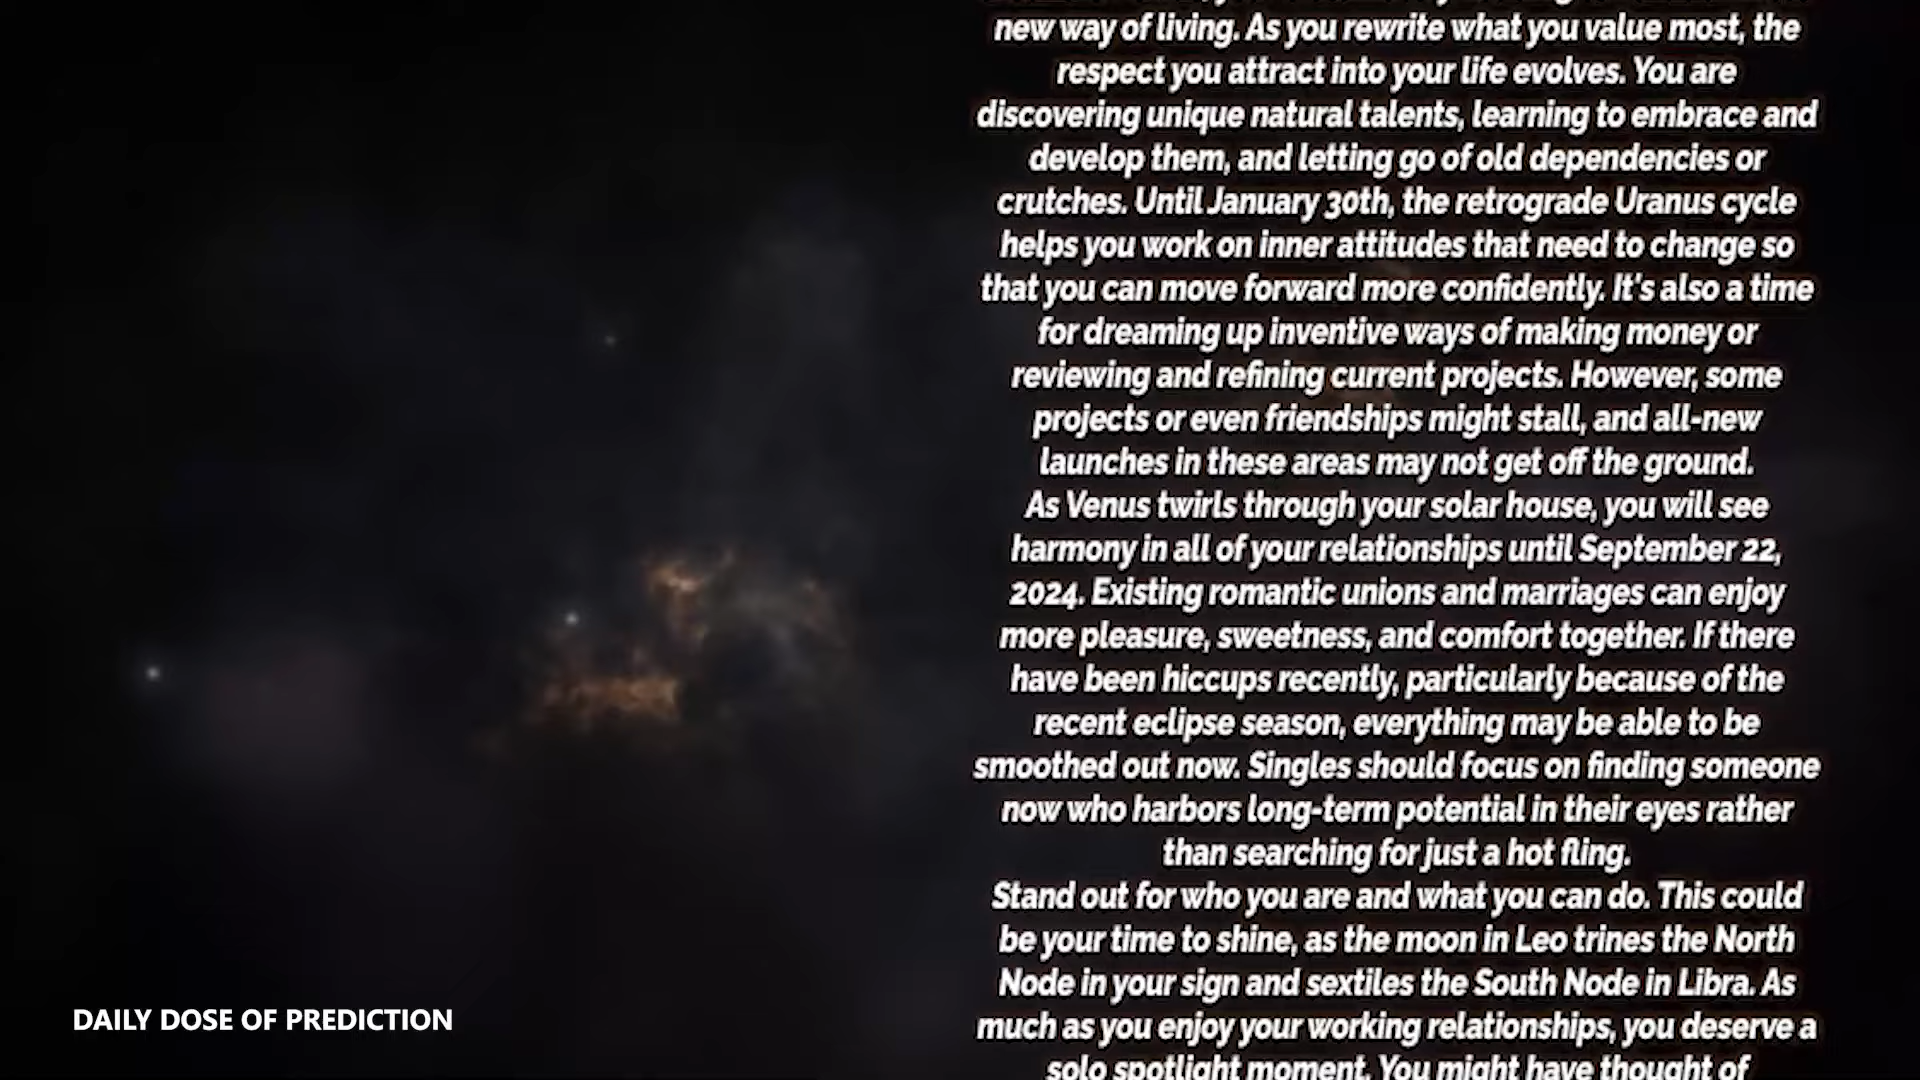 new way of living. As you rewrite what you value most, the
respect you attract into your life evolves. You are
discovering unique natural talents, learning to embrace and
develop them, and letting go of old dependencies or
crutches. Until January 30th, the retrograde Uranus cycle
helps you work on inner attitudes that need to change so
that you can move forward more confidently. It's also a time
for dreaming up inventive ways of making money or
reviewing and refining current projects. However, some
projects or even friendships might stall, and all-new
launches in these areas may not get off the ground.
As Venus twirls through your solar house, you will see
harmony in all of your relationships until September 22,
2024. Existing romantic unions and marriages can enjoy
more pleasure, sweetness, and comfort together. If there
have been hiccups recently, particularly because of the
recent eclipse season, everything may be able to be
smoothed out now. Singles should focus on finding someone
now who harbors long-term potential in their eyes rather
than searching for just a hot fling.
Stand out for who you are and what you can do. This could
be your time to shine, as the moon in Leo trines the North
Node in your sign and sextiles the South Node in Libra. As
much as you enjoy your working relationships, you deserve a
solo spotlight moment. You might have thought of
DAILY DOSE OF PREDICTION